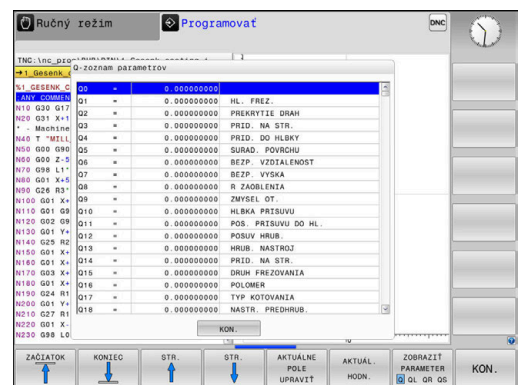 Ručný režim
Programovať
DNC
TNC:\nc_pro
→1_Gesenk_
Q-zoznam parametrov
%1_GESENK_C
ANY COMMEN
N10 G30 G17
N20 G31 X+1
* - Machine
N40 T "MILL
N50 G00 G90
N60 G00 Z-5
N70 G98 L1*
N80 G01 X+5
N90 G26 R3*
N100 G01 X+
N110 G01 G9
N120 G02 G9
N130 G01 Y+
N140 G25 R2
N150 G01 X+
N160 G01 X+
N170 G03 X+
N180 G01 X+
N190 G24 R1
N200 G01 Y+
N210 G27 R1
N220 G01 X-
N230 G98 L0
Q0 = 0.000000000
Q1 = 0.000000000 HL. FREZ.
Q2 = 0.000000000 PREKRYTIE DRAH
Q3 = 0.000000000 PRID. NA STR.
Q4 = 0.000000000 PRID. DO HLBKY
Q5 = 0.000000000 SURAD. POVRCHU
Q6 = 0.000000000 BEZP. VZDIALENOST
Q7 = 0.000000000 BEZP. VYSKA
Q8 = 0.000000000 R ZAOBLENIA
Q9 = 0.000000000 ZMYSEL OT.
Q10 = 0.000000000 HLBKA PRISUVU
Q11 = 0.000000000 POS. PRISUVU DO HL.
Q12 = 0.000000000 POSUV HRUB.
Q13 = 0.000000000 HRUB. NASTROJ
Q14 = 0.000000000 PRID. NA STR.
Q15 = 0.000000000 DRUH FREZOVANIA
Q16 = 0.000000000 POLOMER
Q17 = 0.000000000 TYP KOTOVANIA
Q18 = 0.000000000 NASTR. PREDHRUB.
KON.
ZAČIATOK
KONIEC
STR.
STR.
AKTUÁLNE
POLE
UPRAVIŤ
AKTUÁL.
HODN.
ZOBRAZIŤ
PARAMETER
Q QL QR QS
KON.